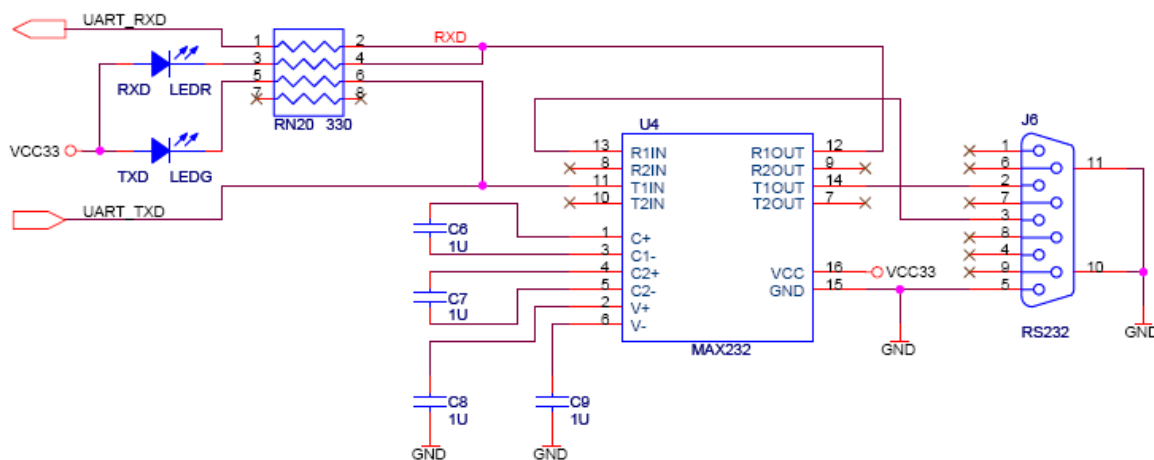 UART_RXD
1 2 RXD
3 4
5 6
7 8
RXD LEDR
RN20 330
VCC33
TXD LEDG
UART_TXD
U4
13 R1IN R1OUT 12
8 R2IN R2OUT 9
11 T1IN T1OUT 14
10 T2IN T2OUT 7
1 C+
3 C1-
4 C2+
5 C2-
2 V+
6 V-
VCC 16 VCC33
GND 15
MAX232
GND
C6
1U
C7
1U
C8
1U
GND
C9
1U
GND
J6
1
6
2
7
3
8
4
9
5
11
10
RS232
GND